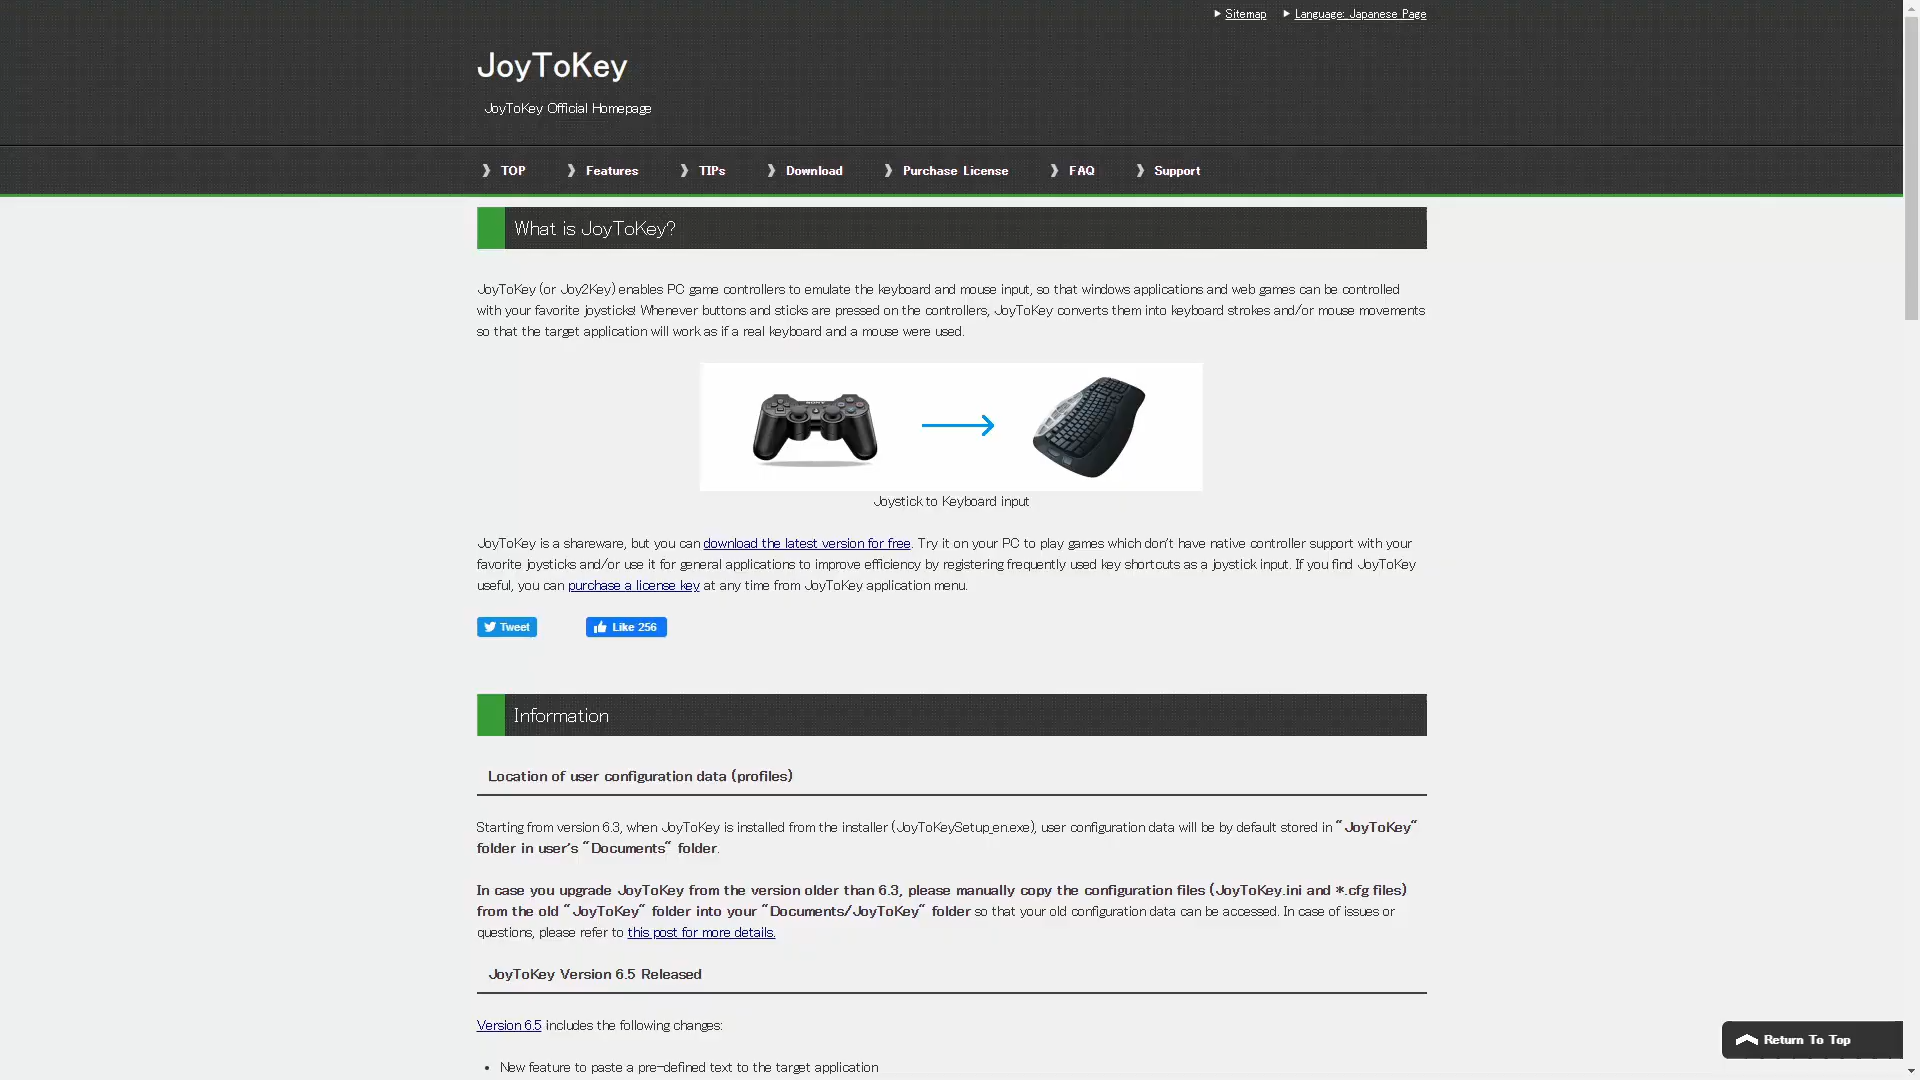 Sitemap Language: Japanese Page
JoyToKey
JoyToKey Official Homepage
TOP Features TIPs Download Purchase License FAQ Support
What is JoyToKey?
JoyToKey (or Joy2Key) enables PC game controllers to emulate the keyboard and mouse input, so that windows applications and web games can be controlled
with your favorite joysticks! Whenever buttons and sticks are pressed on the controllers, JoyToKey converts them into keyboard strokes and/or mouse movements
so that the target application will work as if a real keyboard and a mouse were used.
SONY
Joystick to Keyboard input
JoyToKey is a shareware, but you can download the latest version for free. Try it on your PC to play games which don't have native controller support with your
favorite joysticks and/or use it for general applications to improve efficiency by registering frequently used key shortcuts as a joystick input. If you find JoyToKey
useful, you can purchase a license key at any time from JoyToKey application menu.
Tweet Like 256
Information
Location of user configuration data (profiles)
Starting from version 6.3, when JoyToKey is installed from the installer (JoyToKeySetup_en.exe), user configuration data will be by default stored in "JoyToKey"
folder in user's "Documents" folder.
In case you upgrade JoyToKey from the version older than 6.3, please manually copy the configuration files (JoyToKey.ini and *.cfg files)
from the old "JoyToKey" folder into your "Documents/JoyToKey" folder so that your old configuration data can be accessed. In case of issues or
questions, please refer to this post for more details.
JoyToKey Version 6.5 Released
Version 6.5 includes the following changes:
Return To Top
• New feature to paste a pre-defined text to the target application